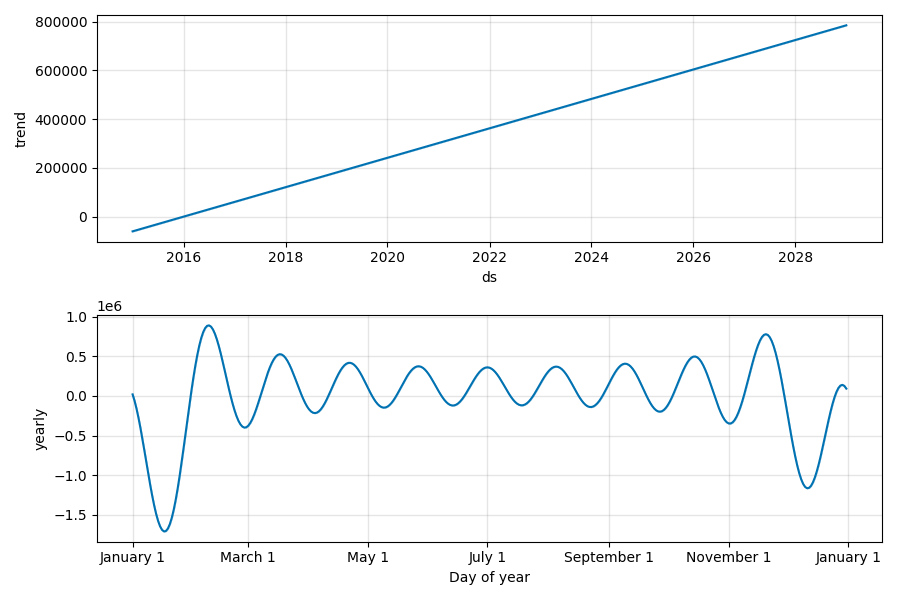 800000
600000
400000
200000
0
trend
2016 2018 2020 2022 2024 2026 2028
ds
1e6
1.0
0.5
0.0
−0.5
−1.0
−1.5
yearly
January 1 March 1 May 1 July 1 September 1 November 1 January 1
Day of year